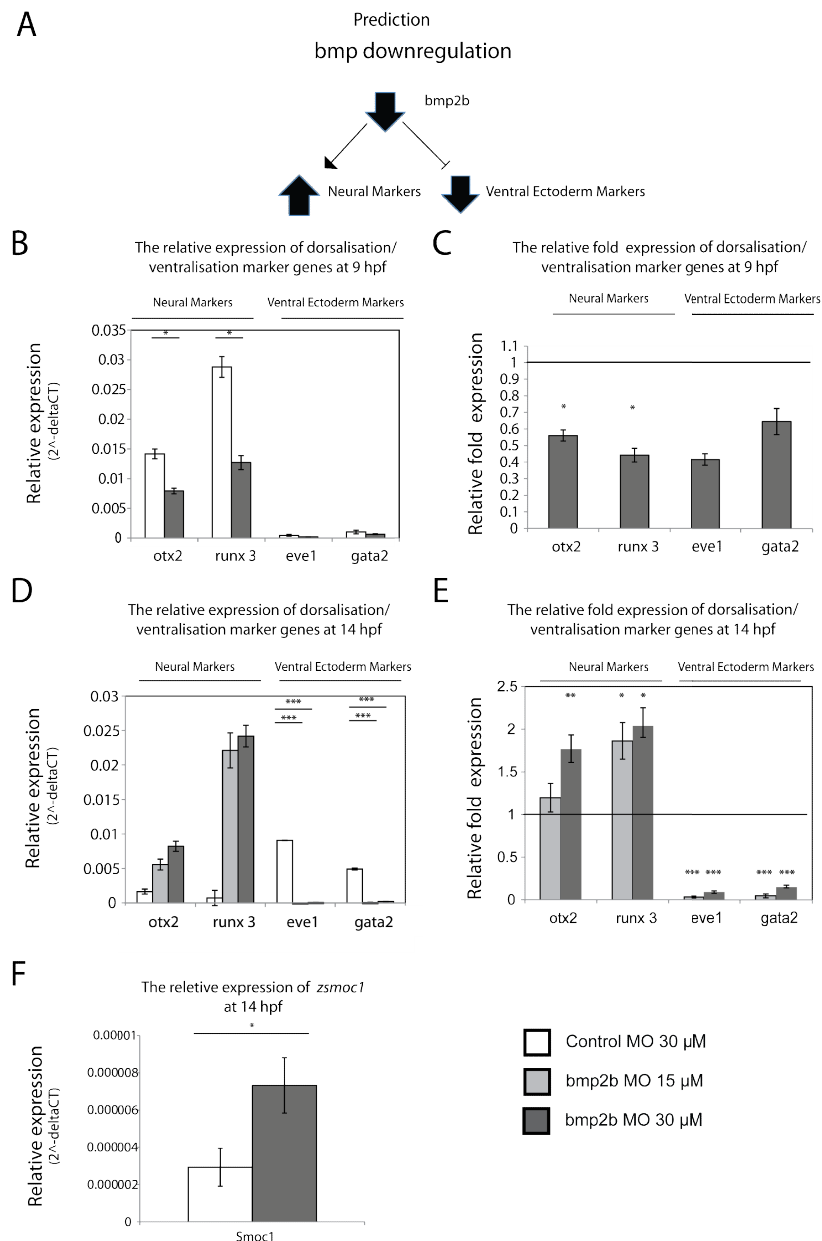 A
Prediction
bmp downregulation
bmp2b
Neural Markers
Ventral Ectoderm Markers
B
The relative expression of dorsalisation/
ventralisation marker genes at 9 hpf
Neural Markers
Ventral Ectoderm Markers
Relative expression
(2^-deltaCT)
0.035
0.03
0.025
0.02
0.015
0.01
0.005
0
*
*
otx2
runx 3
eve1
gata2
C
The relative fold expression of dorsalisation/
ventralisation marker genes at 9 hpf
Neural Markers
Ventral Ectoderm Markers
Relative fold expression
1.1
1
0.9
0.8
0.7
0.6
0.5
0.4
0.3
0.2
0.1
0
*
*
otx2
runx 3
eve1
gata2
D
The relative expression of dorsalisation/
ventralisation marker genes at 14 hpf
Neural Markers
Ventral Ectoderm Markers
Relative expression
(2^-deltaCT)
0.03
0.025
0.02
0.015
0.01
0.005
0
***
***
***
***
otx2
runx 3
eve1
gata2
E
The relative fold expression of dorsalisation/
ventralisation marker genes at 14 hpf
Neural Markers
Ventral Ectoderm Markers
Relative fold expression
2.5
2
1.5
1
0.5
0
**
*
*
***
***
***
***
otx2
runx 3
eve1
gata2
F
The reletive expression of zsmoc1
at 14 hpf
Relative expression
(2^-deltaCT)
0.00001
0.000008
0.000006
0.000004
0.000002
0
*
Smoc1
Control MO 30 µM
bmp2b MO 15 µM
bmp2b MO 30 µM